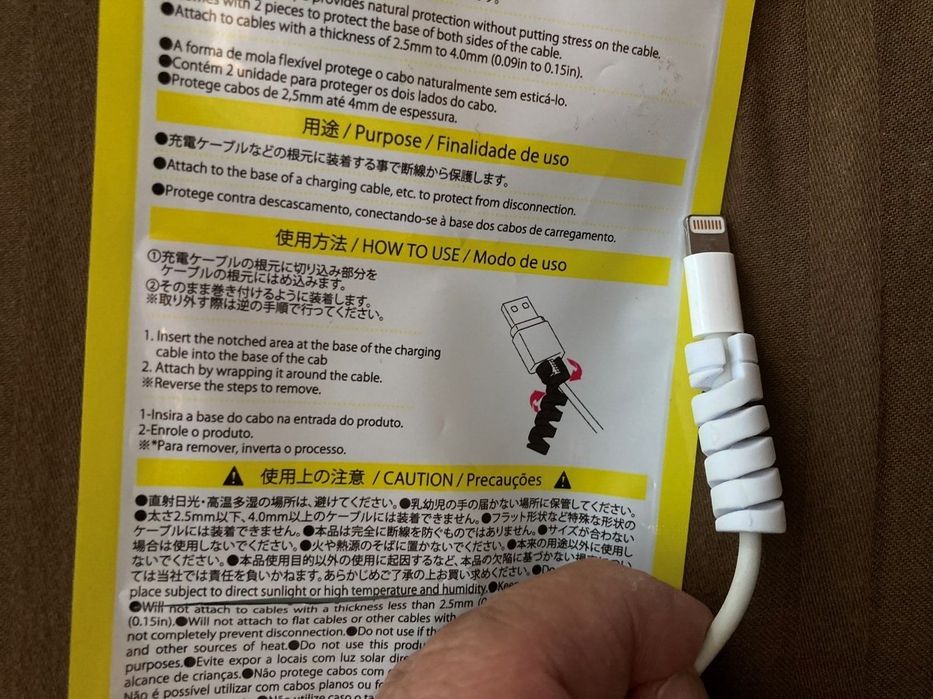 provides natural protection without putting stress on the cable.
with 2 pieces to protect the base of both sides of the cable.
●Attach to cables with a thickness of 2.5mm to 4.0mm (0.09in to 0.15in).
●A forma de mola flexível protege o cabo naturalmente sem esticá-lo.
●Contém 2 unidade para proteger os dois lados do cabo.
●Protege cabos de 2,5mm até 4mm de espessura.
用途 / Purpose / Finalidade de uso
●充電ケーブルなどの根元に装着する事で断線から保護します。
●Attach to the base of a charging cable, etc. to protect from disconnection.
●Protege contra descascamento, conectando-se à base dos cabos de carregamento.
使用方法 / HOW TO USE / Modo de uso
①充電ケーブルの根元に切り込み部分を
ケーブルの根元にはめ込みます。
②そのまま巻き付けるように装着します。
※取り外す際は逆の手順で行ってください。
1. Insert the notched area at the base of the charging
cable into the base of the cab
2. Attach by wrapping it around the cable.
※Reverse the steps to remove.
1-Insira a base do cabo na entrada do produto.
2-Enrole o produto.
※*Para remover, inverta o processo.
使用上の注意 / CAUTION / Precauções
●直射日光・高温多湿の場所は、避けてください。●乳幼児の手の届かない場所に保管してください。
●太さ2.5mm以下、4.0mm以上のケーブルには装着できません。●フラット形状など特殊な形状の
ケーブルには装着できません。●本品は完全に断線を防ぐものではありません。●サイズが合わない
場合は使用しないでください。●火や熱源のそばに置かないでください。●本来の用途以外に使用し
ないでください。●本品使用目的以外の使用に起因するなど、本品の欠陥に基づかない
ては当社では責任を負いかねます。あらかじめご了承の上お買い求めください。●Do
place subject to direct sunlight or high temperature and humidity.●Keep
●Will not attach to cables with a thickness less than 2.5mm
(0.15in).●Will not attach to flat cables or other cables with
not completely prevent disconnection.●Do not use if the
and other sources of heat.●Do not use this
purposes.●Evite expor a locais com luz solar
alcance de crianças.●Não protege cabos com
Não é possível utilizar com cabos planos ou
●Não utilize caso o